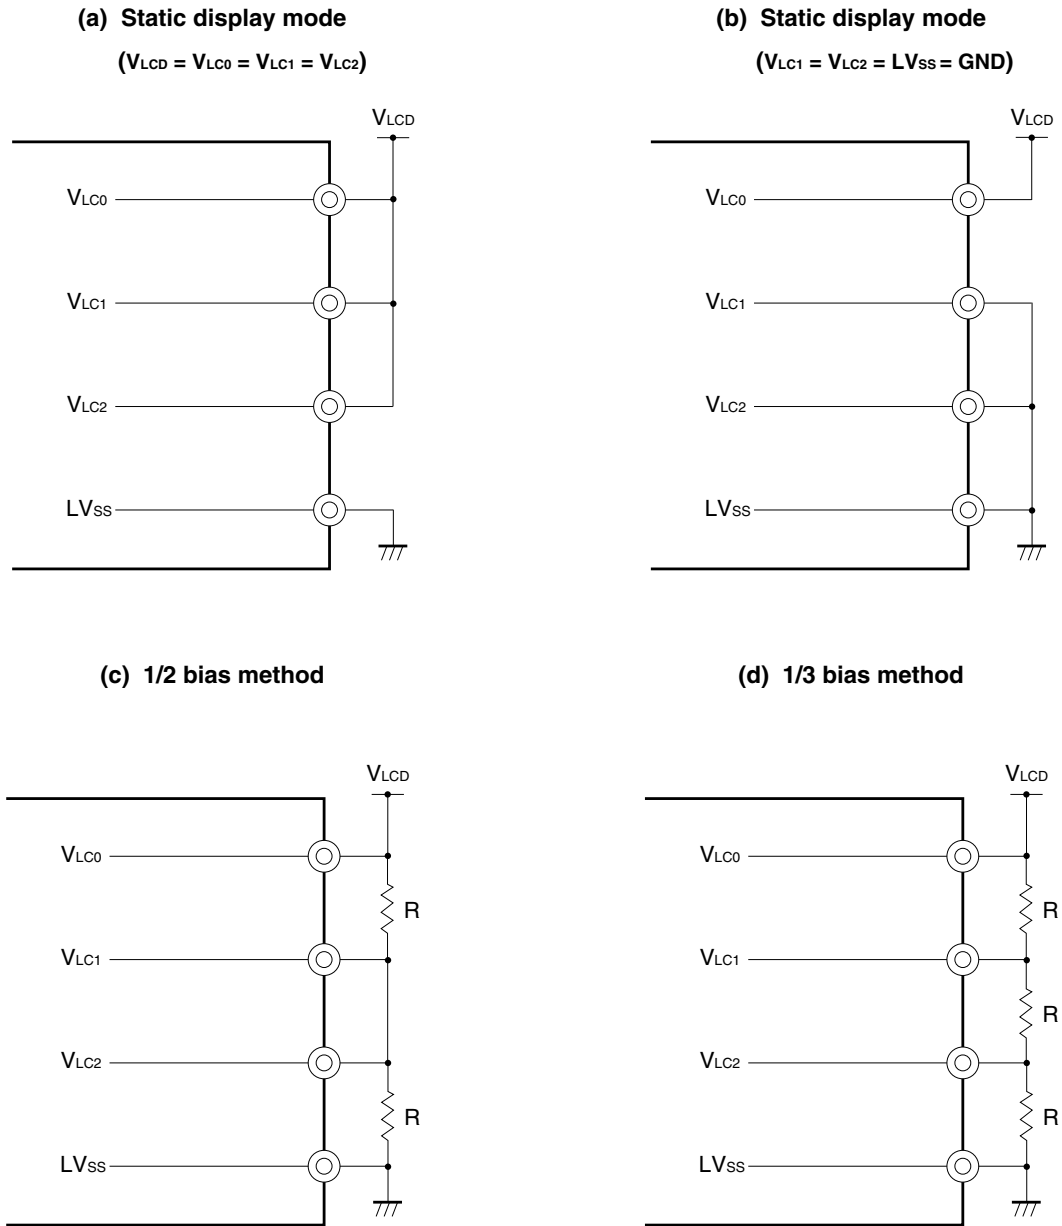 (a) Static display mode
(VLCD = VLC0 = VLC1 = VLC2)
VLCD
VLC0
VLC1
VLC2
LVSS
(b) Static display mode
(VLC1 = VLC2 = LVSS = GND)
VLCD
VLC0
VLC1
VLC2
LVSS
(c) 1/2 bias method
VLCD
VLC0
R
VLC1
VLC2
R
LVSS
(d) 1/3 bias method
VLCD
VLC0
R
VLC1
R
VLC2
R
LVSS